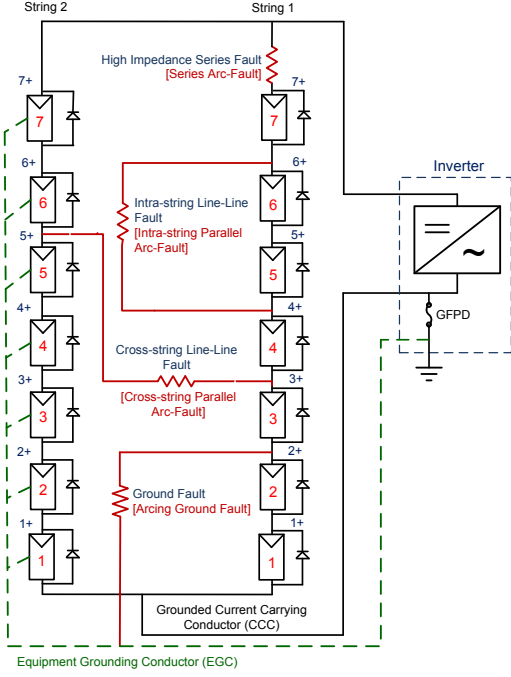 String 2
String 1
High Impedance Series Fault
[Series Arc-Fault]
7+
7+
7
7
6+
6+
Inverter
6
6
Intra-string Line-Line
Fault
[Intra-string Parallel
Arc-Fault]
5+
5+
5
5
4+
4+
GFPD
4
4
Cross-string Line-Line
Fault
[Cross-string Parallel
Arc-Fault]
3+
3+
3
3
2+
2+
2
2
Ground Fault
[Arcing Ground Fault]
1+
1+
1
1
Grounded Current Carrying
Conductor (CCC)
Equipment Grounding Conductor (EGC)